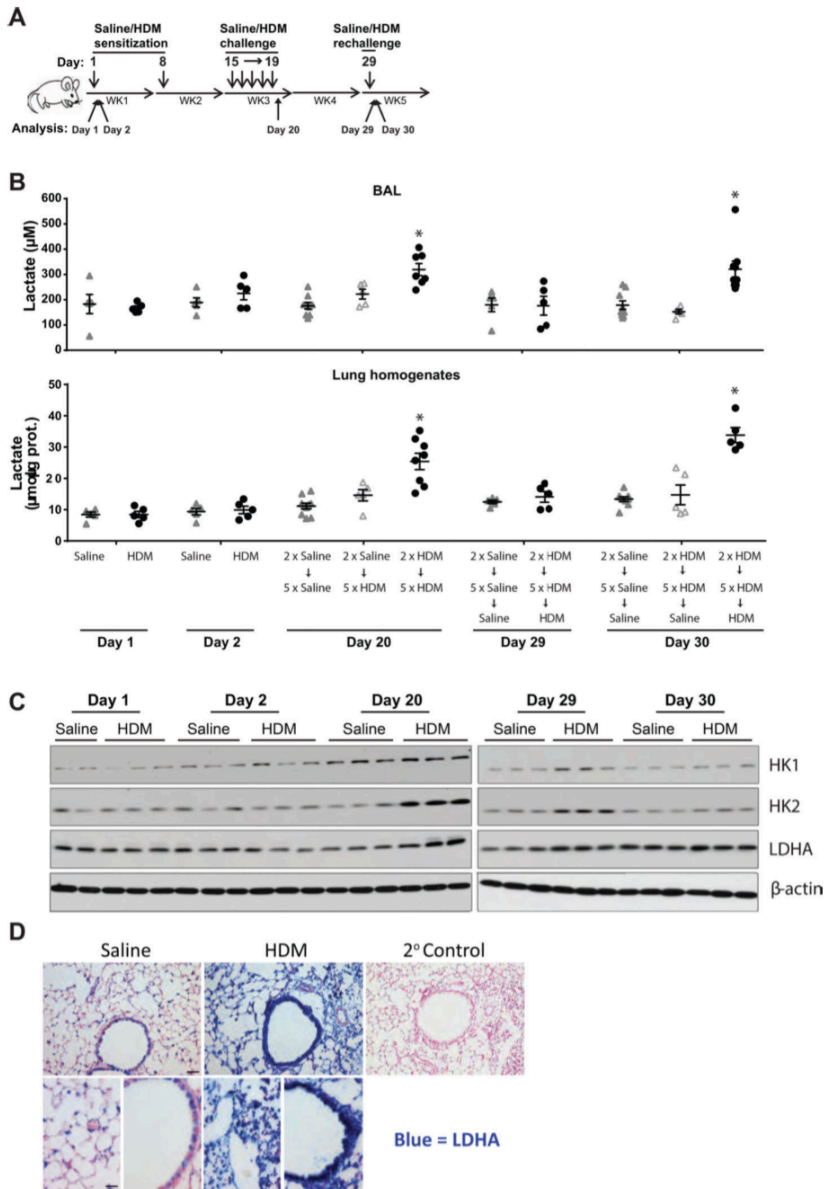 A
Saline/HDM sensitization
Saline/HDM challenge
Saline/HDM rechallenge
Day: 1 8 15 → 19 29
WK1 WK2 WK3 WK4 WK5
Analysis: Day 1 Day 2 Day 20 Day 29 Day 30
B
BAL
Lactate (µM)
600
500
400
300
200
100
0
* *
Lung homogenates
Lactate
(µmol/g prot.)
50
40
30
20
10
0
* *
Saline HDM Saline HDM 2 x Saline 2 x Saline 2 x HDM 2 x Saline 2 x HDM 2 x Saline 2 x HDM 2 x HDM
↓ ↓ ↓ ↓ ↓ ↓ ↓ ↓
5 x Saline 5 x HDM 5 x HDM 5 x Saline 5 x HDM 5 x Saline 5 x HDM 5 x HDM
↓ ↓ ↓ ↓ ↓
Saline HDM Saline Saline HDM
Day 1 Day 2 Day 20 Day 29 Day 30
C
Day 1 Day 2 Day 20 Day 29 Day 30
Saline HDM Saline HDM Saline HDM Saline HDM Saline HDM
HK1
HK2
LDHA
β-actin
D
Saline HDM 2° Control
Blue = LDHA